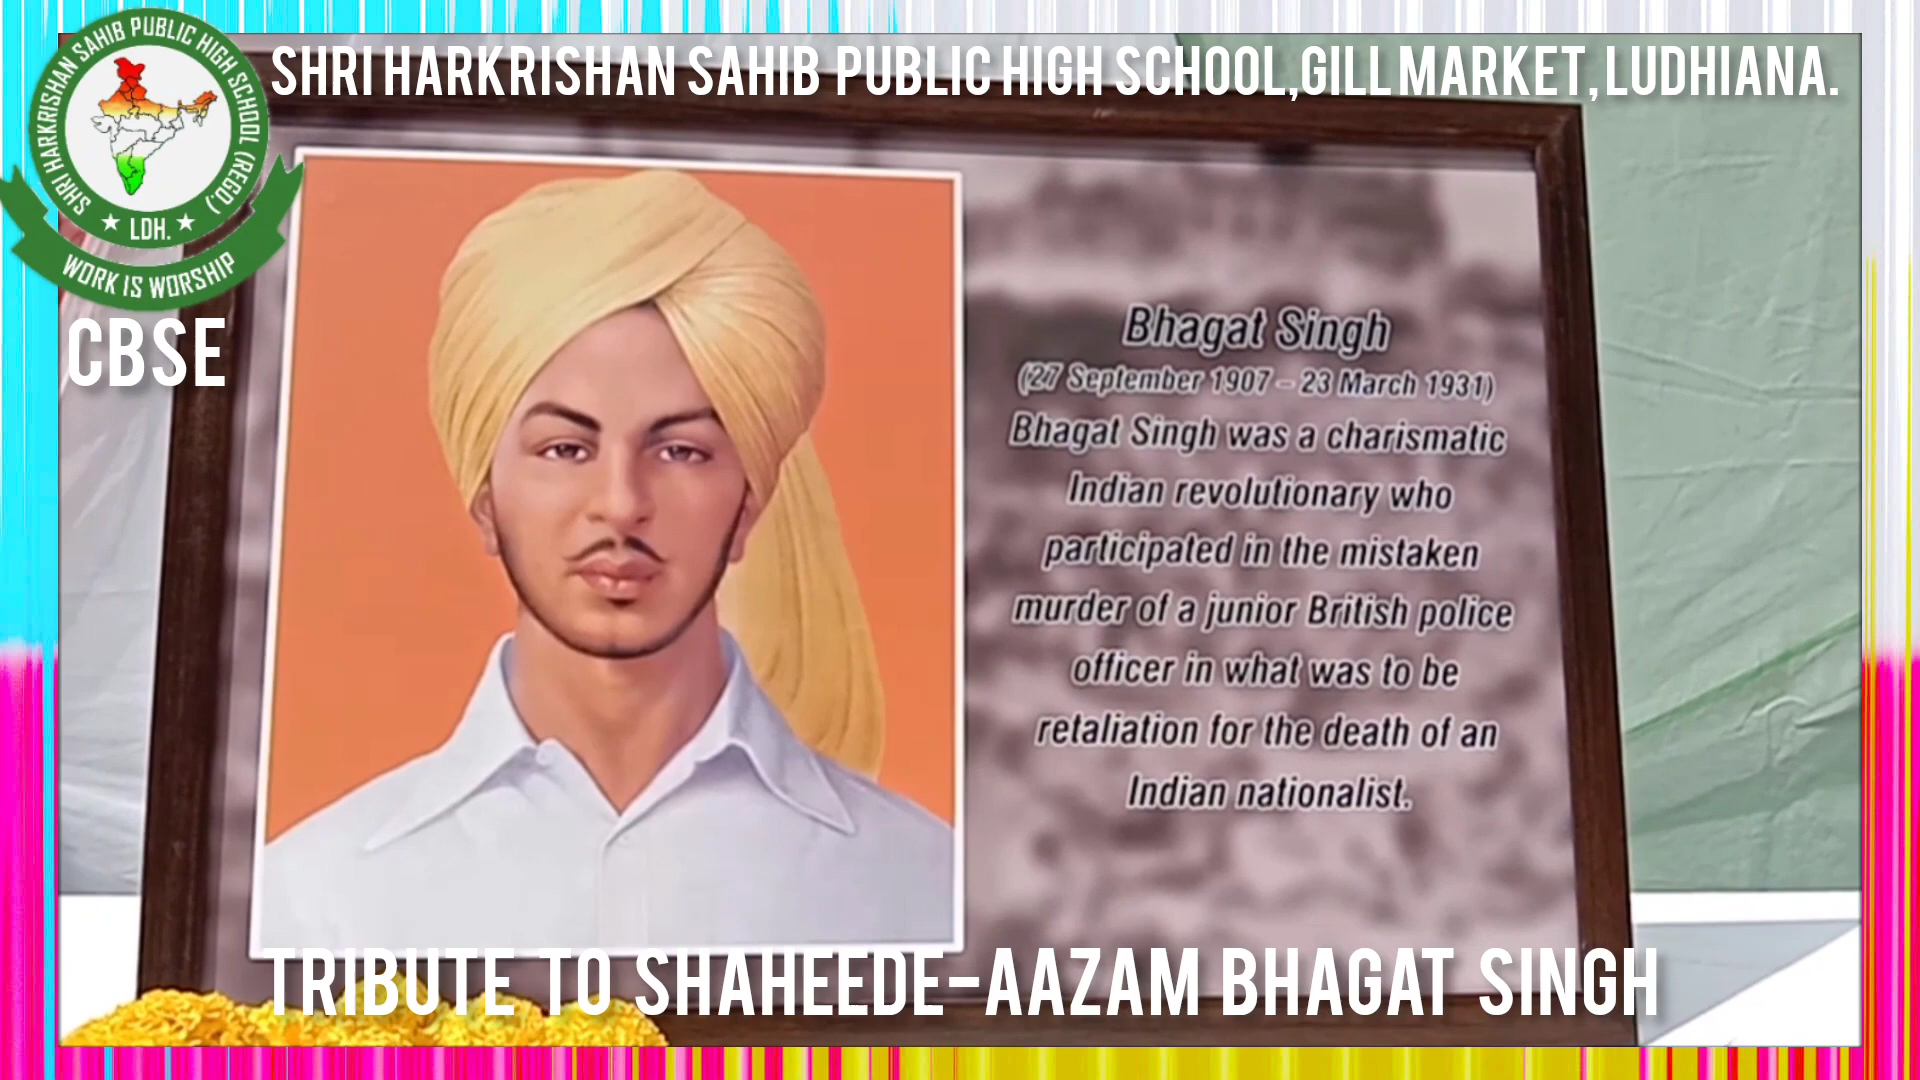 SHRI HARKRISHAN SAHIB PUBLIC HIGH SCHOOL (REGD.)
★ LDH. ★
WORK IS WORSHIP
CBSE
SHRI HARKRISHAN SAHIB PUBLIC HIGH SCHOOL,GILL MARKET,LUDHIANA.
Bhagat Singh
(27 September 1907 – 23 March 1931)
Bhagat Singh was a charismatic
Indian revolutionary who
participated in the mistaken
murder of a junior British police
officer in what was to be
retaliation for the death of an
Indian nationalist.
TRIBUTE TO SHAHEEDE-AAZAM BHAGAT SINGH